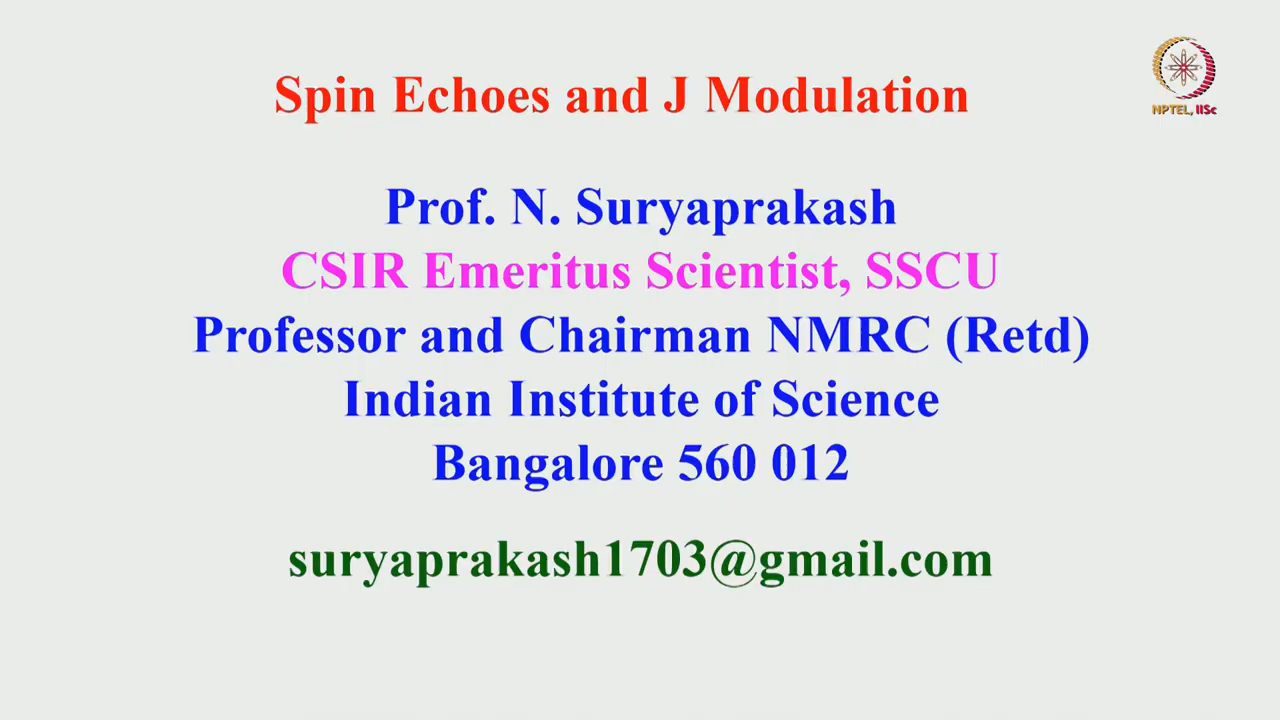 Spin Echoes and J Modulation
NPTEL, IISc
Prof. N. Suryaprakash
CSIR Emeritus Scientist, SSCU
Professor and Chairman NMRC (Retd)
Indian Institute of Science
Bangalore 560 012
suryaprakash1703@gmail.com